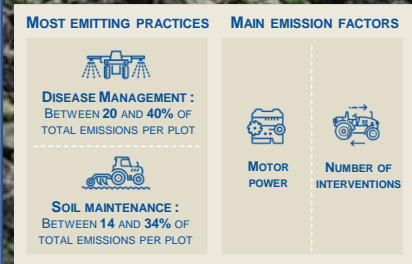 MOST EMITTING PRACTICES
DISEASE MANAGEMENT :
BETWEEN 20 AND 40% OF
TOTAL EMISSIONS PER PLOT
SOIL MAINTENANCE :
BETWEEN 14 AND 34% OF
TOTAL EMISSIONS PER PLOT
MAIN EMISSION FACTORS
MOTOR
POWER
NUMBER OF
INTERVENTIONS